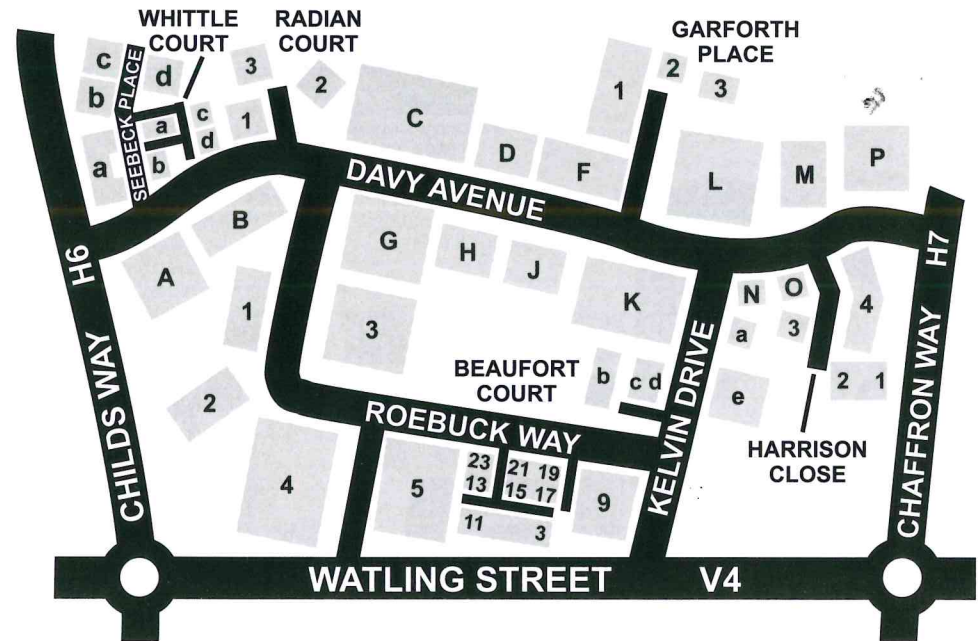 WHITTLE
COURT
RADIAN
COURT
GARFORTH
PLACE
c
b
a
SEEBECK PLACE
d
a
b
c
d
3
1
2
C
D
F
1
2
3
L
M
P
DAVY AVENUE
H6
CHILDS WAY
A
B
1
2
G
H
J
K
3
N
O
a
3
4
e
2 1
HARRISON
CLOSE
H7
CHAFFRON WAY
BEAUFORT
COURT
b
c d
KELVIN DRIVE
ROEBUCK WAY
4
5
23
13
21 19
15 17
11 3
9
WATLING STREET V4